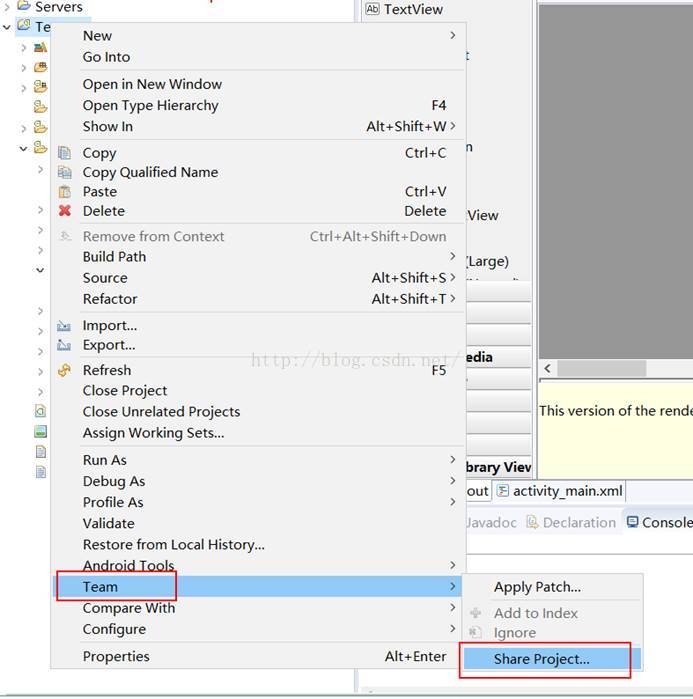 Servers
Te
TextView
New
Go Into
Open in New Window
Open Type Hierarchy F4
Show In Alt+Shift+W
Copy Ctrl+C
Copy Qualified Name
Paste Ctrl+V
Delete Delete
View
Remove from Context Ctrl+Alt+Shift+Down
Build Path
(Large)
Source Alt+Shift+S
Refactor Alt+Shift+T
Import...
Export...
http://blog.csdn.net/
edia
Refresh F5
Close Project
Close Unrelated Projects
This version of the rende
Assign Working Sets...
Run As
brary View
Debug As
out activity_main.xml
Profile As
Validate
Javadoc Declaration Console
Restore from Local History...
Android Tools
Team
Apply Patch...
Compare With
Add to Index
Configure
Ignore
Properties Alt+Enter
Share Project...